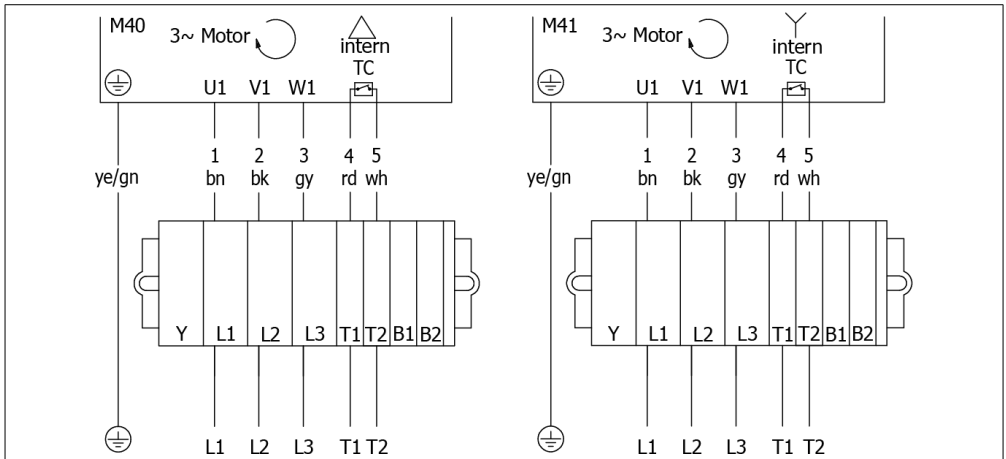 M40
3~ Motor
intern
TC
U1 V1 W1
1 2 3 4 5
ye/gn bn bk gy rd wh
Y L1 L2 L3 T1 T2 B1 B2
L1 L2 L3 T1 T2
M41
3~ Motor
intern
TC
U1 V1 W1
1 2 3 4 5
ye/gn bn bk gy rd wh
Y L1 L2 L3 T1 T2 B1 B2
L1 L2 L3 T1 T2